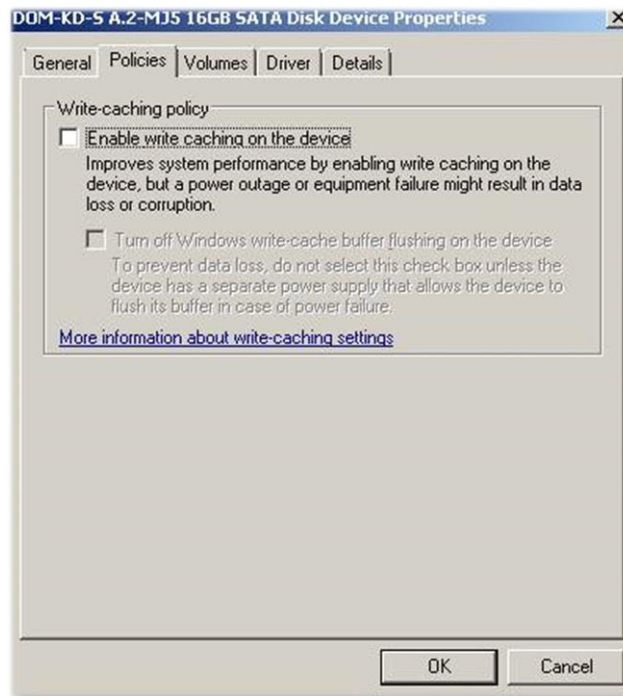 DOM-KD-S A.2-MJ5 16GB SATA Disk Device Properties
General Policies Volumes Driver Details
Write-caching policy
Enable write caching on the device
Improves system performance by enabling write caching on the
device, but a power outage or equipment failure might result in data
loss or corruption.
Turn off Windows write-cache buffer flushing on the device
To prevent data loss, do not select this check box unless the
device has a separate power supply that allows the device to
flush its buffer in case of power failure.
More information about write-caching settings
OK Cancel